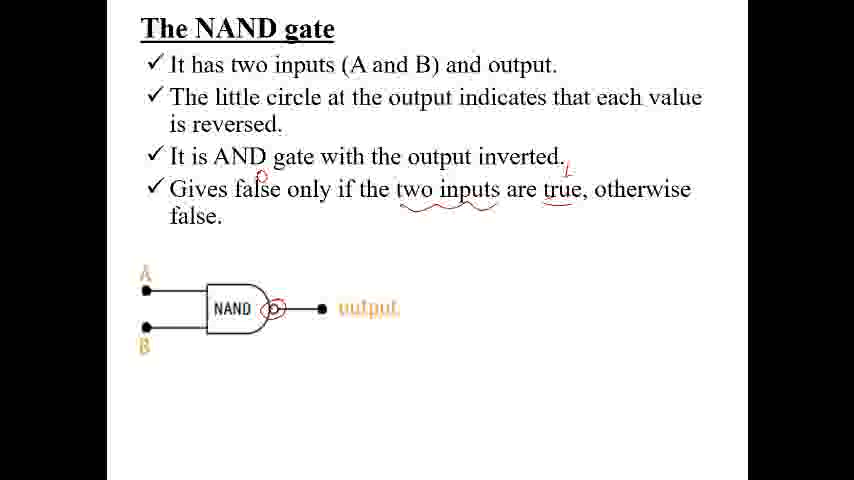 The NAND gate
✓ It has two inputs (A and B) and output.
✓ The little circle at the output indicates that each value
is reversed.
✓ It is AND gate with the output inverted.
0 1
✓ Gives false only if the two inputs are true, otherwise
false.
A
NAND output
B